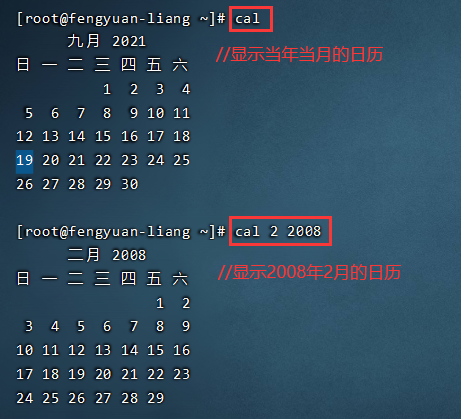 [root@fengyuan-liang ~]# cal
九月 2021 //显示当年当月的日历
日 一 二 三 四 五 六
1 2 3 4
5 6 7 8 9 10 11
12 13 14 15 16 17 18
19 20 21 22 23 24 25
26 27 28 29 30
[root@fengyuan-liang ~]# cal 2 2008
二月 2008
日 一 二 三 四 五 六 //显示2008年2月的日历
1 2
3 4 5 6 7 8 9
10 11 12 13 14 15 16
17 18 19 20 21 22 23
24 25 26 27 28 29